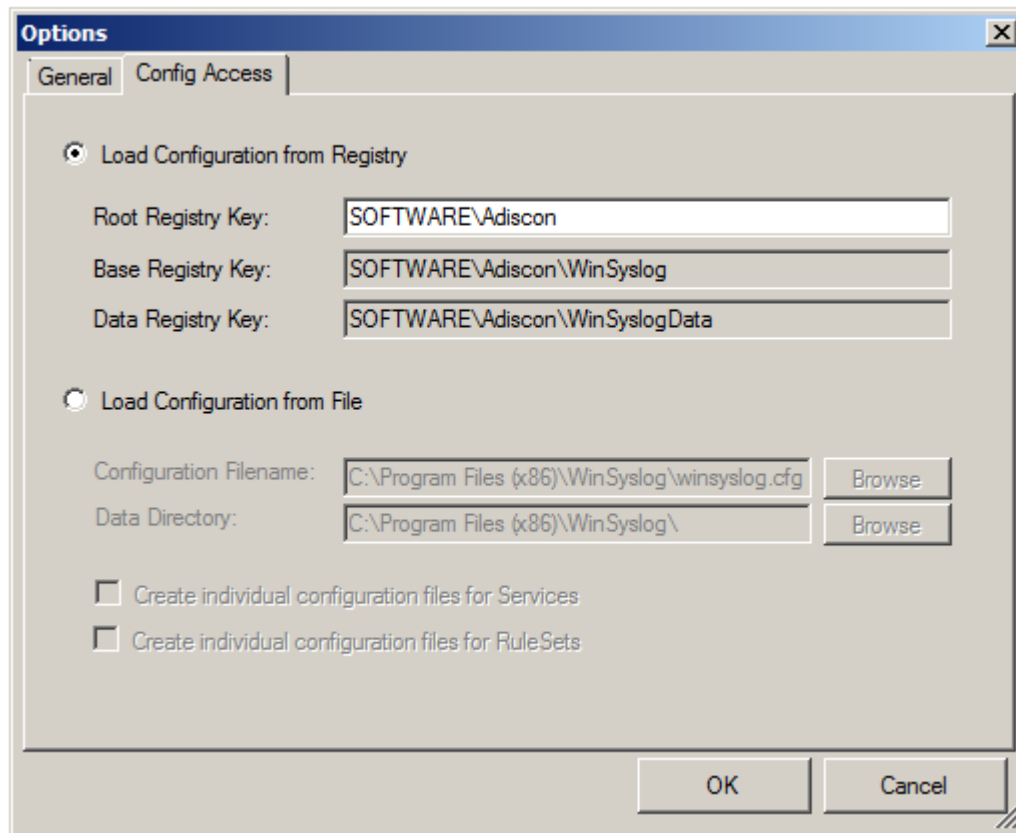 Options
General Config Access
Load Configuration from Registry
Root Registry Key: SOFTWARE\Adiscon
Base Registry Key: SOFTWARE\Adiscon\WinSyslog
Data Registry Key: SOFTWARE\Adiscon\WinSyslogData
Load Configuration from File
Configuration Filename: C:\Program Files (x86)\WinSyslog\winsyslog.cfg Browse
Data Directory: C:\Program Files (x86)\WinSyslog\ Browse
Create individual configuration files for Services
Create individual configuration files for RuleSets
OK Cancel